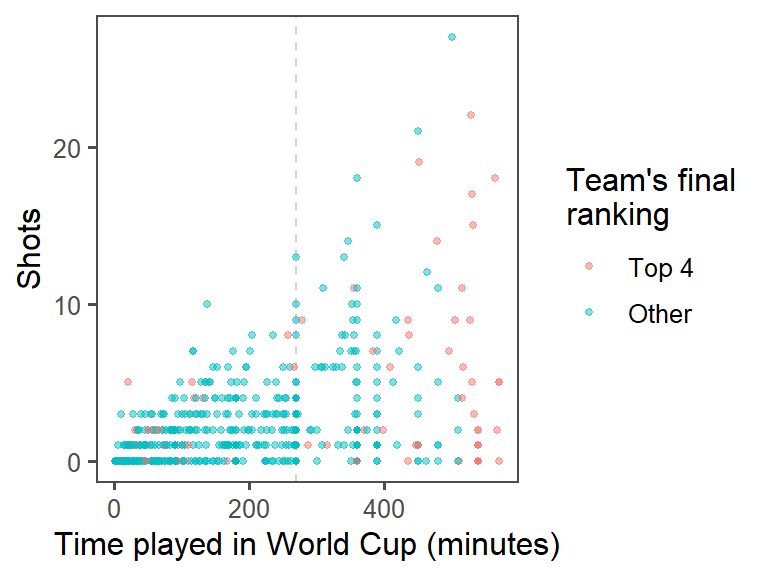 Shots
20
10
0
0
200
400
Time played in World Cup (minutes)
Team's final
ranking
Top 4
Other